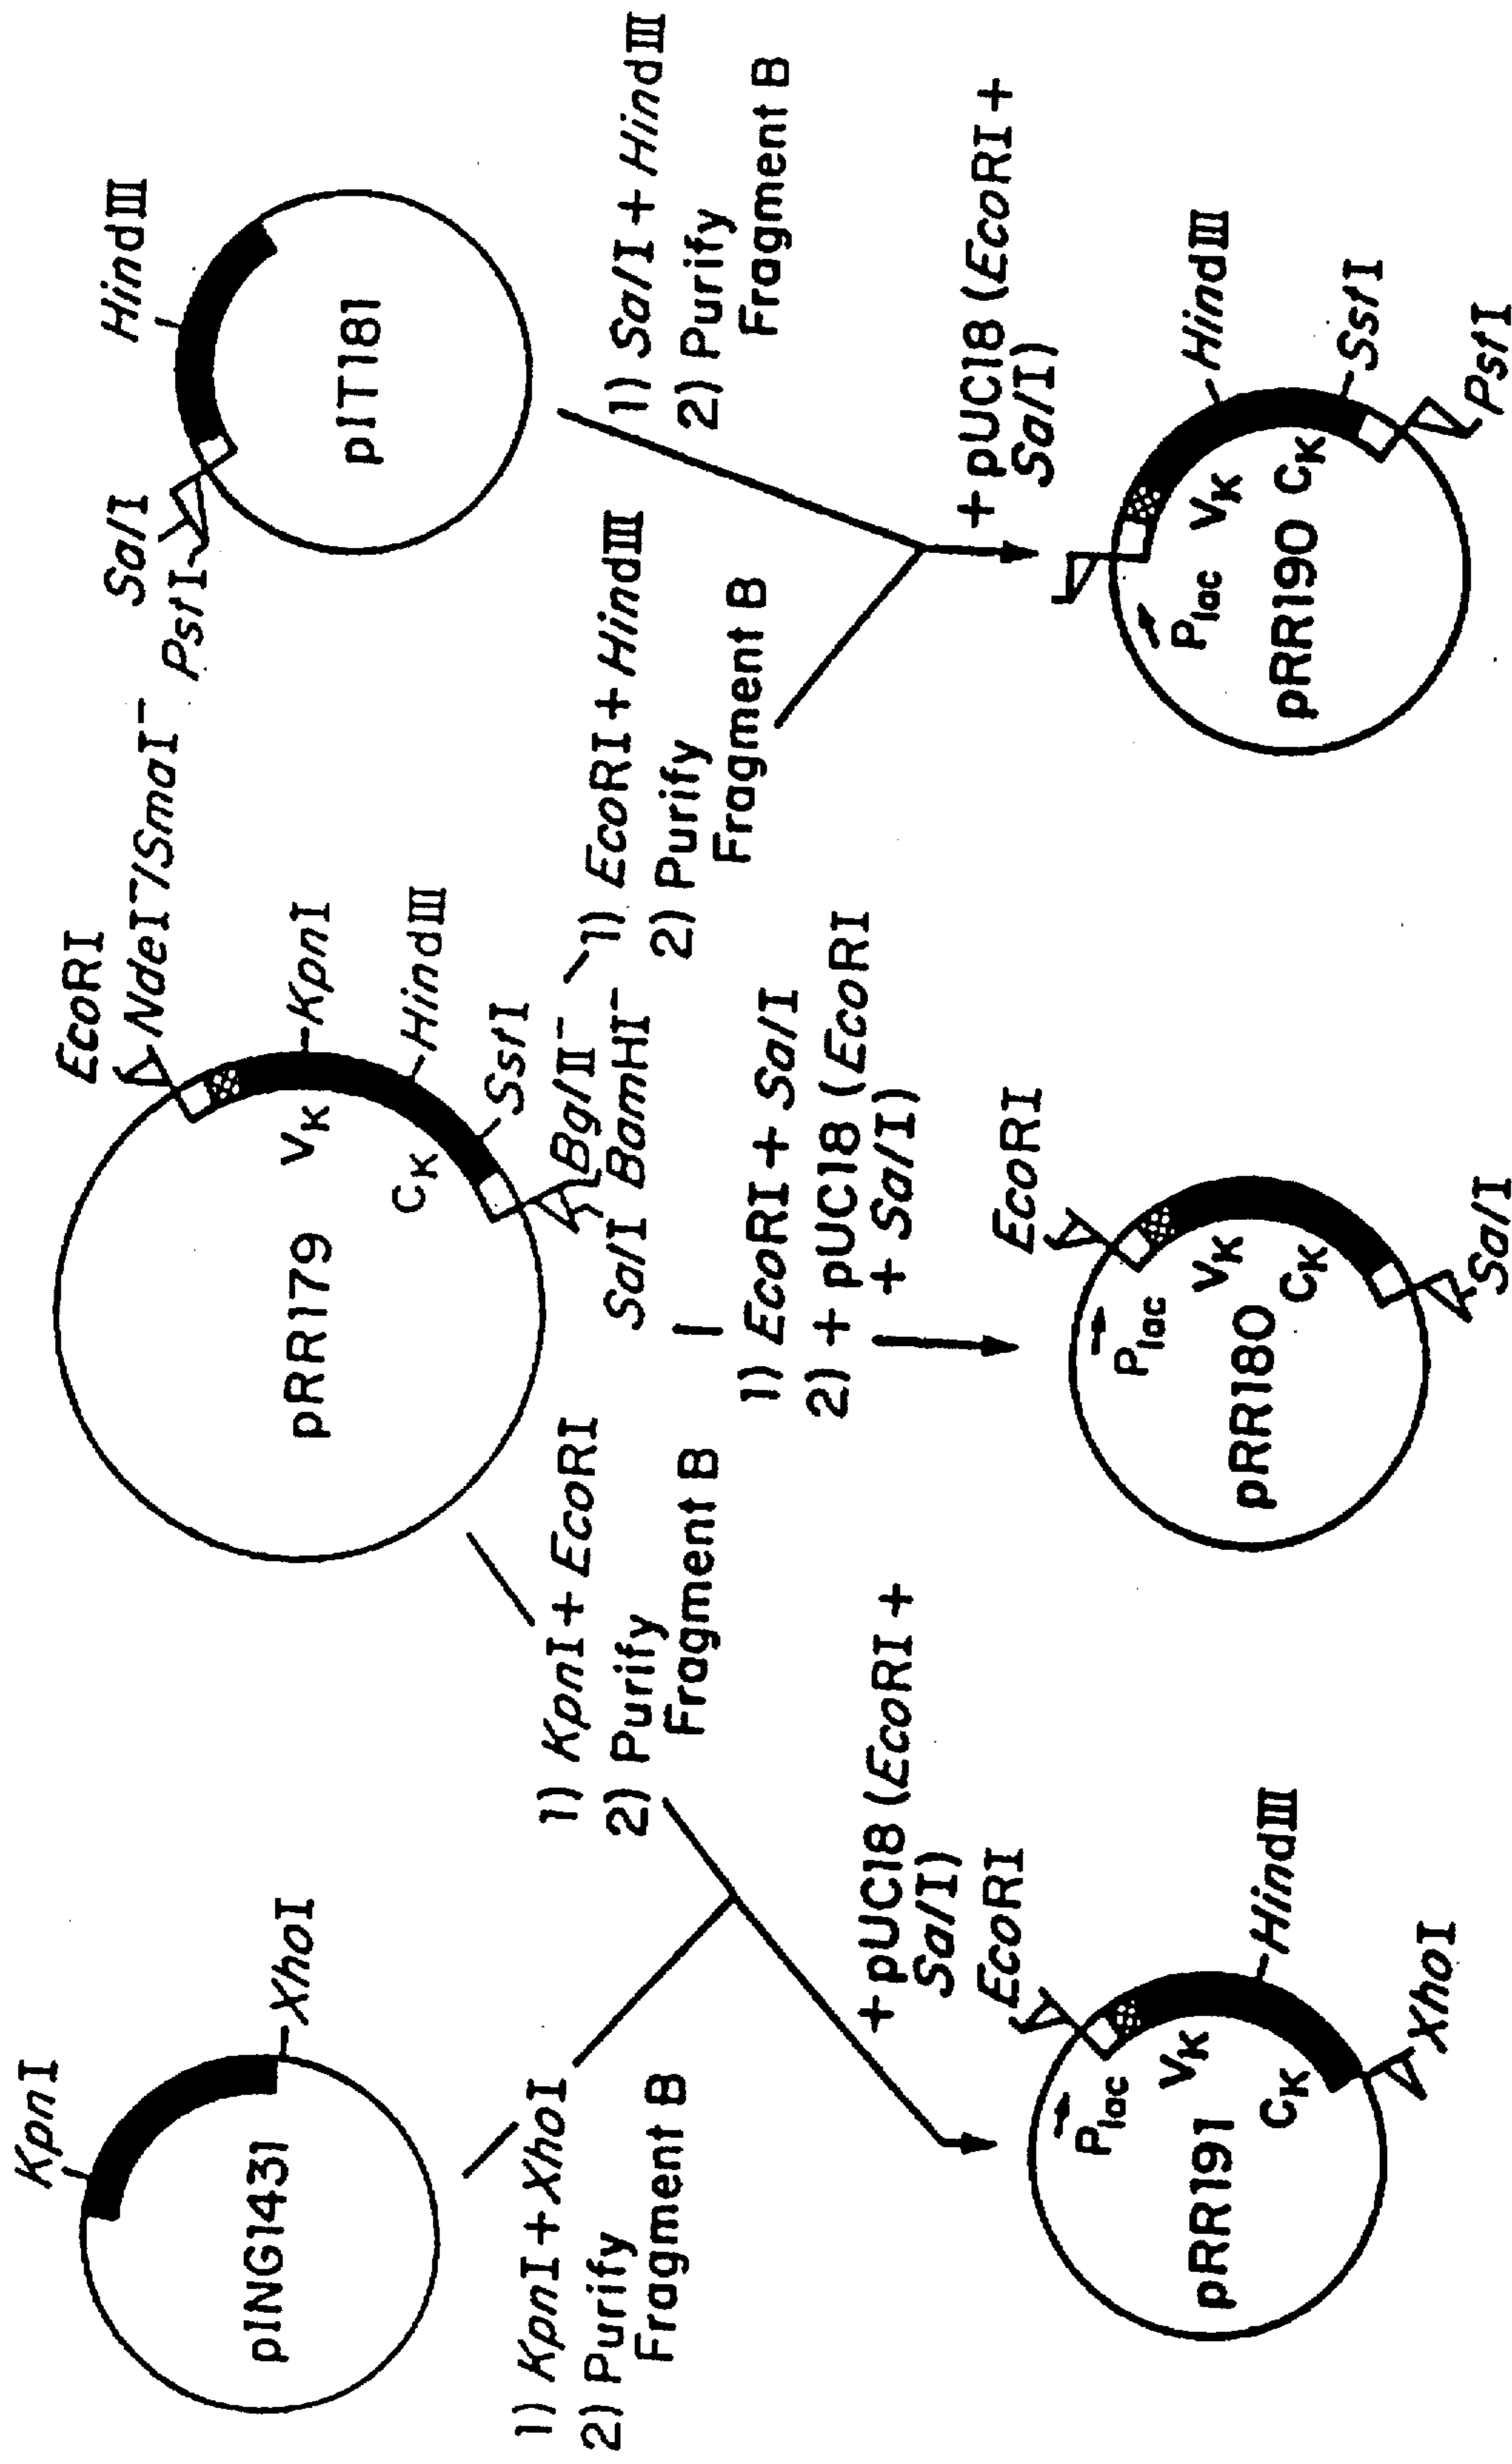 KpnI
XhoI
pING1431
1) KpnI + XhoI
2) Purify
Fragment B
EcoRI
NdeI⁻/SmaI⁻
KpnI
HindIII
SstI
BglII⁻
SalI BamHI⁻
VK
CK
pRR179
1) KpnI + EcoRI
2) Purify
Fragment B
1) EcoRI + SalI
2) + pUC18 (EcoRI
+ SalI)
1) EcoRI + HindIII
2) Purify
Fragment B
SalI
PstI
HindIII
pIT181
1) SalI + HindIII
2) Purify
Fragment B
+ pUC18 (EcoRI +
SalI)
EcoRI
HindIII
XhoI
Plac
VK
CK
pRR191
EcoRI
SalI
Plac
VK
CK
pRR180
+ pUC18 (EcoRI +
SalI)
HindIII
SstI
PstI
Plac VK
pRR190 CK